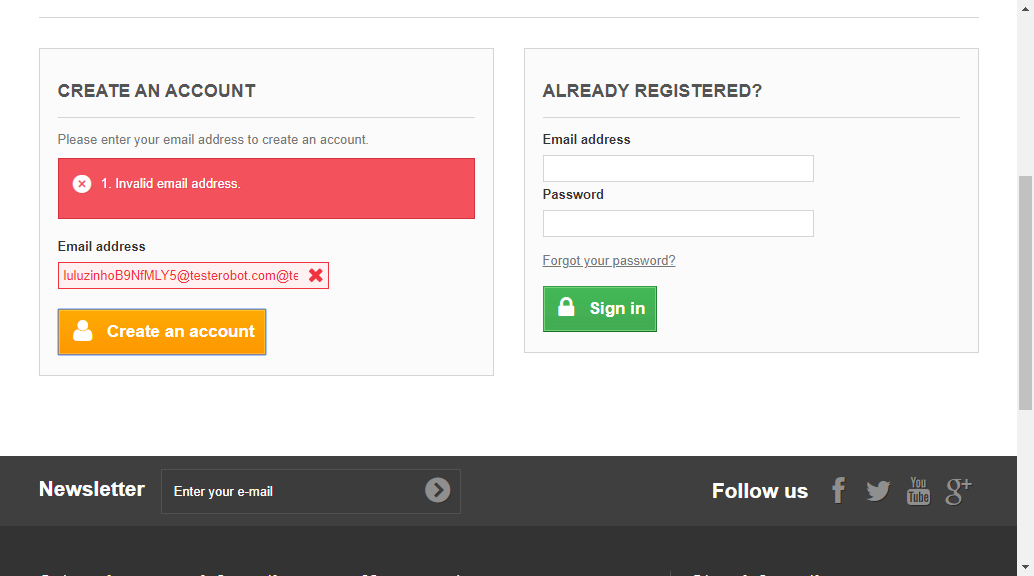 CREATE AN ACCOUNT
Please enter your email address to create an account.
1. Invalid email address.
Email address
luluzinhoB9NfMLY5@testerobot.com@te
Create an account
ALREADY REGISTERED?
Email address
Password
Forgot your password?
Sign in
Newsletter
Enter your e-mail
Follow us
You
Tube
g+